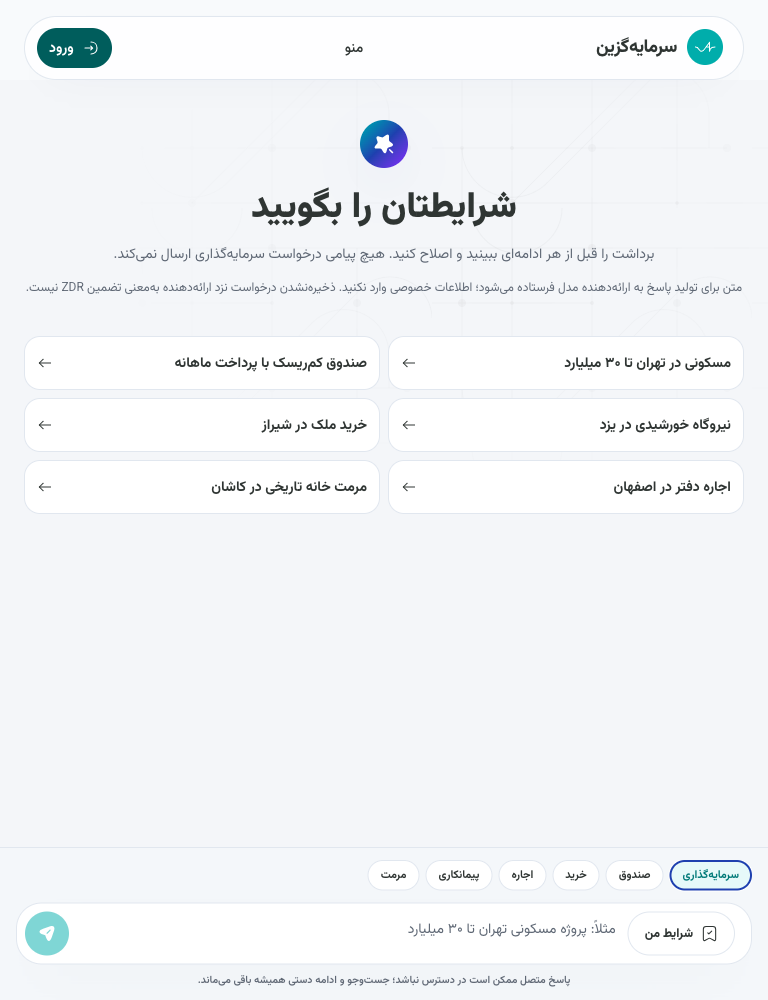 سرمایه‌گزین
منو
ورود
شرایطتان را بگویید
برداشت را قبل از هر ادامه‌ای ببینید و اصلاح کنید. هیچ پیامی درخواست سرمایه‌گذاری ارسال نمی‌کند.
متن برای تولید پاسخ به ارائه‌دهنده مدل فرستاده می‌شود؛ اطلاعات خصوصی وارد نکنید. ذخیره‌نشدن درخواست نزد ارائه‌دهنده به‌معنی تضمین ZDR نیست.
مسکونی در تهران تا ۳۰ میلیارد
صندوق کم‌ریسک با پرداخت ماهانه
نیروگاه خورشیدی در یزد
خرید ملک در شیراز
اجاره دفتر در اصفهان
مرمت خانه تاریخی در کاشان
سرمایه‌گذاری
صندوق
خرید
اجاره
پیمانکاری
مرمت
شرایط من
مثلاً: پروژه مسکونی تهران تا ۳۰ میلیارد
پاسخ متصل ممکن است در دسترس نباشد؛ جست‌وجو و ادامه دستی همیشه باقی می‌ماند.